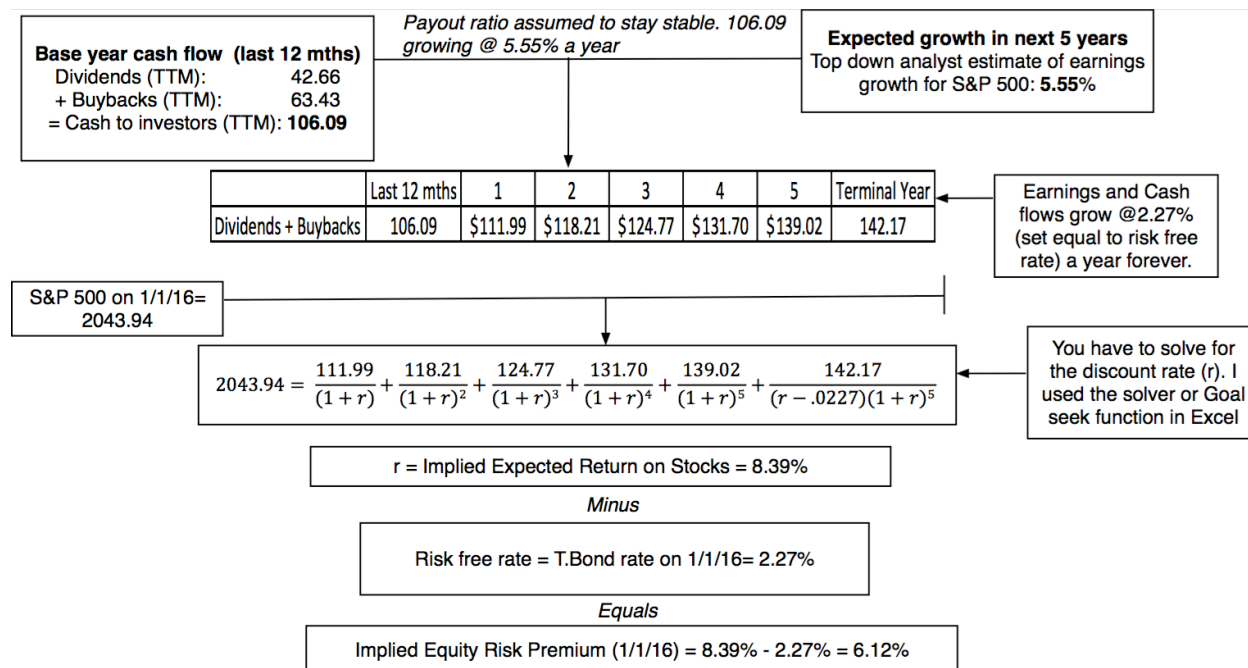 Payout ratio assumed to stay stable. 106.09
growing @ 5.55% a year
Base year cash flow (last 12 mths)
Dividends (TTM): 42.66
+ Buybacks (TTM): 63.43
= Cash to investors (TTM): 106.09
Expected growth in next 5 years
Top down analyst estimate of earnings
growth for S&P 500: 5.55%
Last 12 mths 1 2 3 4 5 Terminal Year
Dividends + Buybacks 106.09 $111.99 $118.21 $124.77 $131.70 $139.02 142.17
Earnings and Cash
flows grow @2.27%
(set equal to risk free
rate) a year forever.
S&P 500 on 1/1/16=
2043.94
2043.94 = 111.99/(1 + r) + 118.21/(1 + r)² + 124.77/(1 + r)³ + 131.70/(1 + r)⁴ + 139.02/(1 + r)⁵ + 142.17/(r − .0227)(1 + r)⁵
You have to solve for
the discount rate (r). I
used the solver or Goal
seek function in Excel
r = Implied Expected Return on Stocks = 8.39%
Minus
Risk free rate = T.Bond rate on 1/1/16= 2.27%
Equals
Implied Equity Risk Premium (1/1/16) = 8.39% - 2.27% = 6.12%